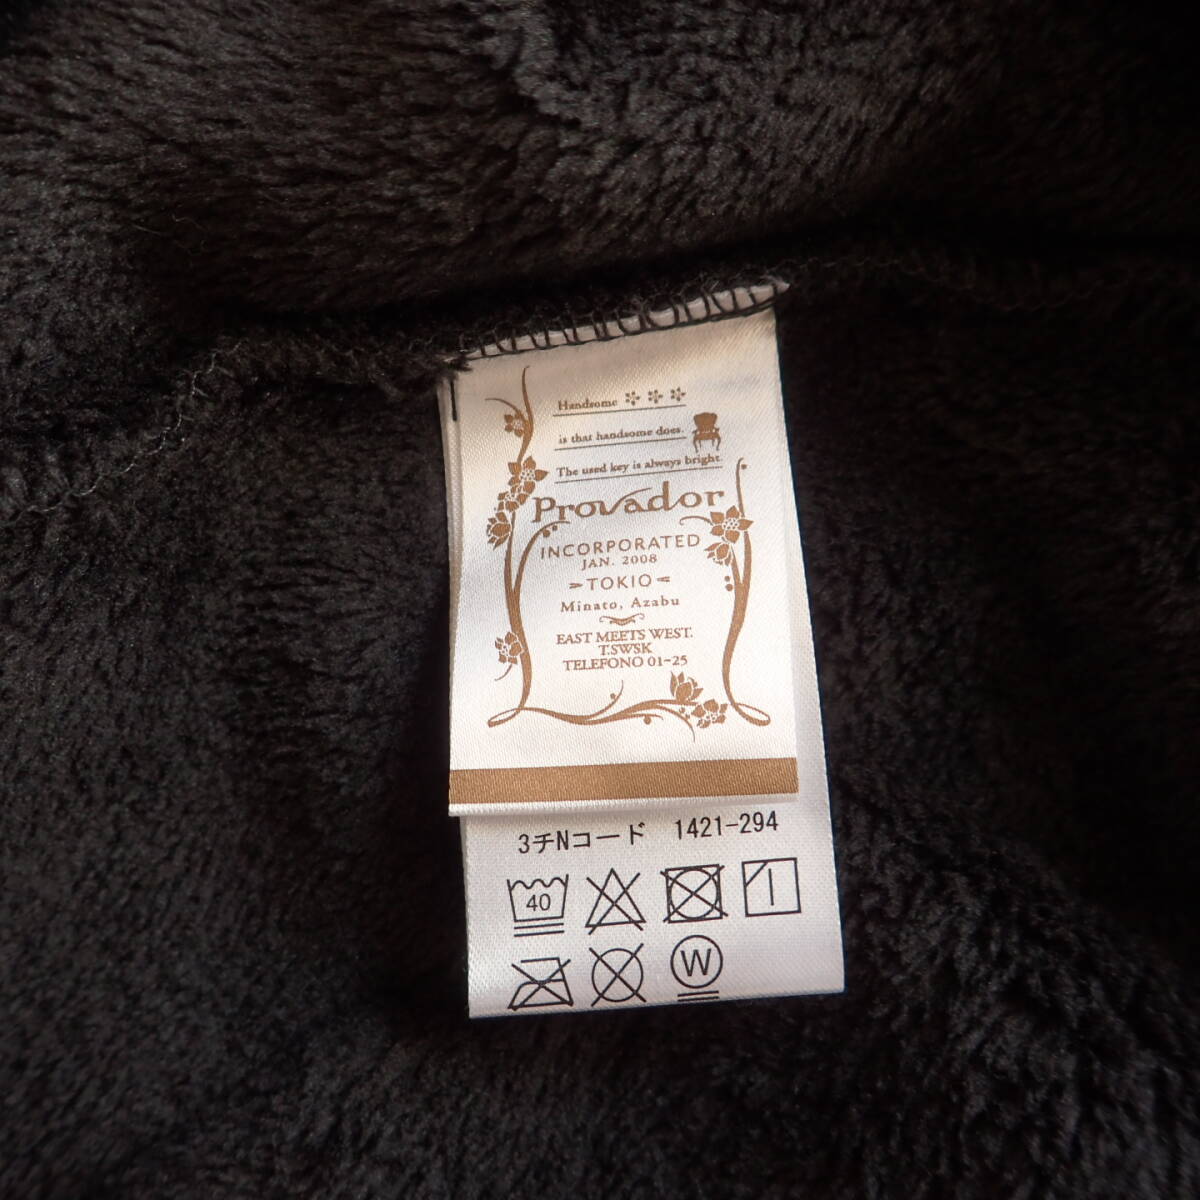 Handsome
is that handsome does.
The used key is always bright.
Provador
INCORPORATED
JAN. 2008
TOKIO
Minato, Azabu
EAST MEETS WEST.
T.SWSK
TELEFONO 01-25
3チNコード 1421-294
40
W